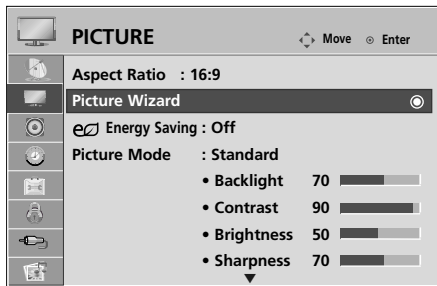 PICTURE Move Enter
Aspect Ratio : 16:9
Picture Wizard
Energy Saving : Off
Picture Mode : Standard
• Backlight 70
• Contrast 90
• Brightness 50
• Sharpness 70